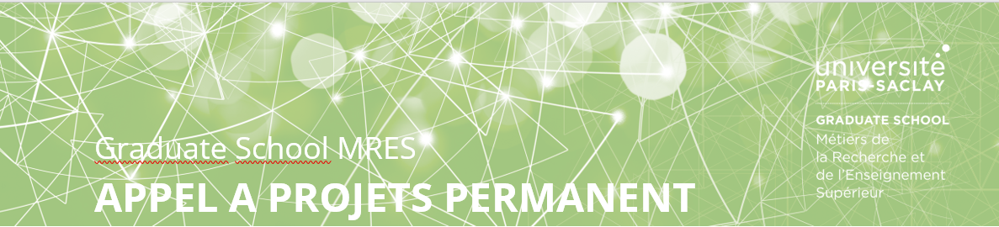 Graduate School MRES
APPEL A PROJETS PERMANENT
université
PARIS-SACLAY
GRADUATE SCHOOL
Métiers de
la Recherche et
de l'Enseignement
Supérieur